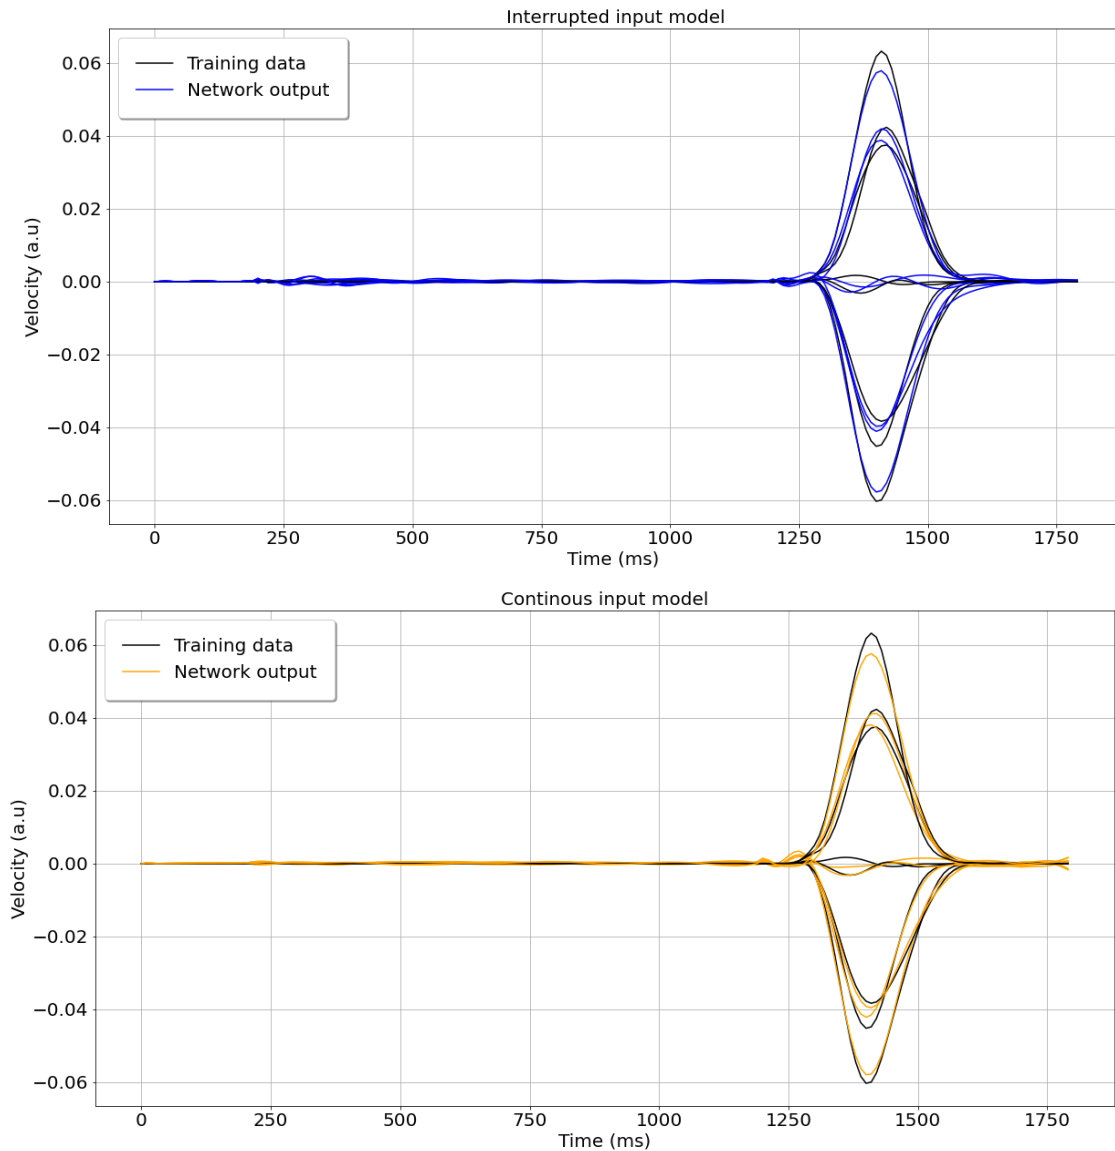 Interrupted input model
Training data
Network output
0.06
0.04
0.02
0.00
−0.02
−0.04
−0.06
Velocity (a.u)
0 250 500 750 1000 1250 1500 1750
Time (ms)
Continous input model
Training data
Network output
0.06
0.04
0.02
0.00
−0.02
−0.04
−0.06
Velocity (a.u)
0 250 500 750 1000 1250 1500 1750
Time (ms)